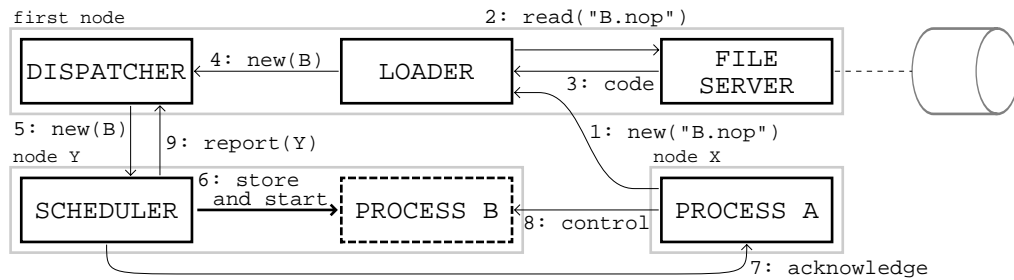 first node
2: read("B.nop")
DISPATCHER
4: new(B)
LOADER
3: code
FILE
SERVER
5: new(B)
9: report(Y)
1: new("B.nop")
node Y
node X
SCHEDULER
6: store
and start
PROCESS B
8: control
PROCESS A
7: acknowledge